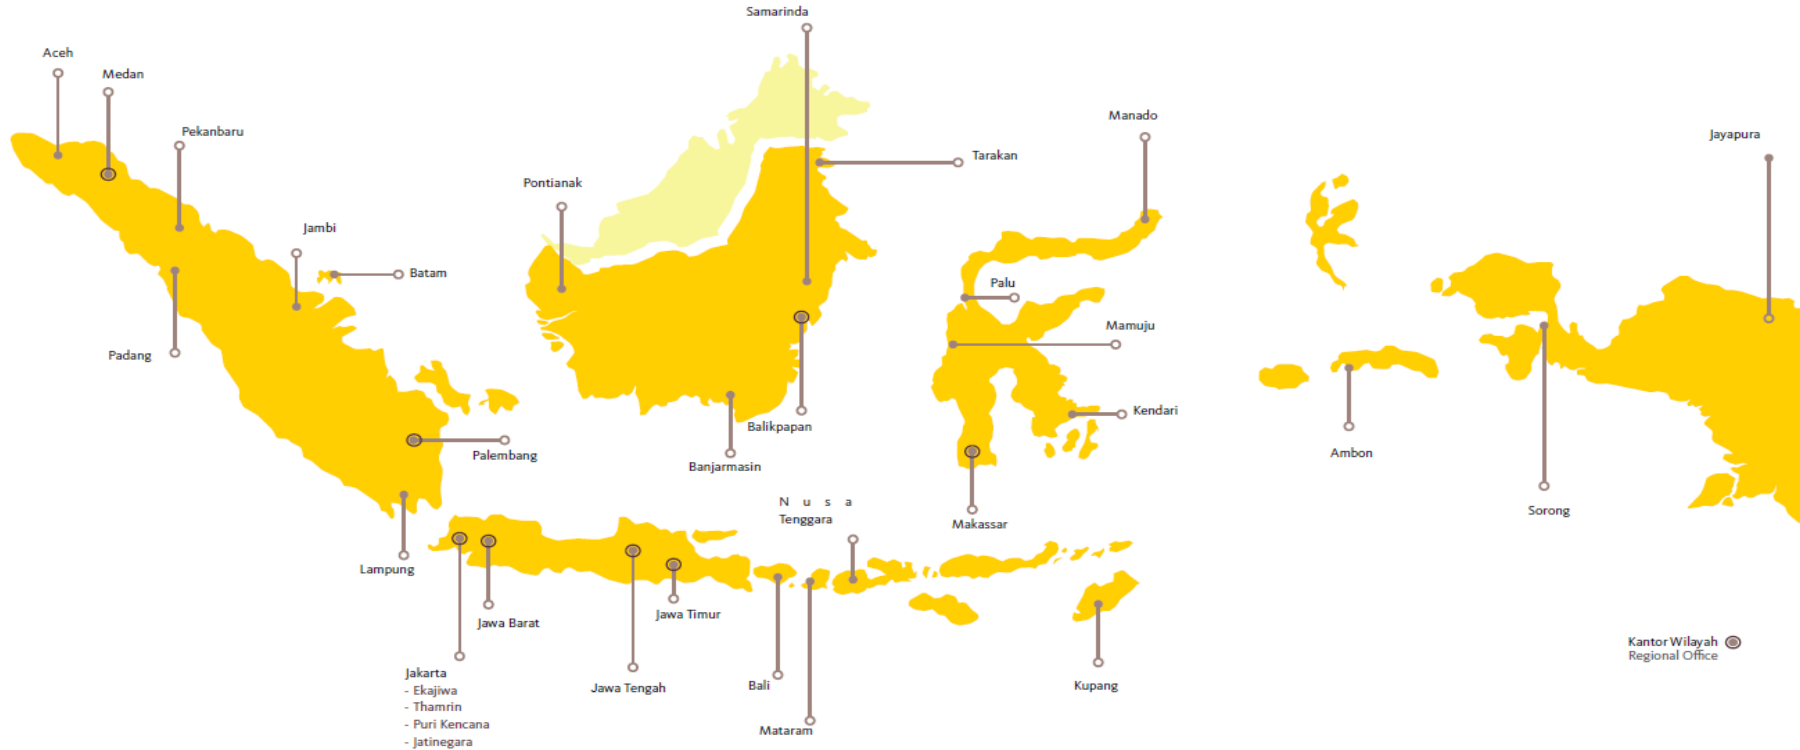 Samarinda
Aceh
Medan
Manado
Pekanbaru
Jayapura
Tarakan
Pontianak
Jambi
Batam
Palu
Mamuju
Padang
Kendari
Balikpapan
Palembang
Banjarmasin
Ambon
N u s a
Tenggara
Sorong
Makassar
Lampung
Jawa Timur
Jawa Barat
Kantor Wilayah
Regional Office
Jakarta
- Ekajiwa
- Thamrin
- Puri Kencana
- Jatinegara
Jawa Tengah
Bali
Kupang
Mataram